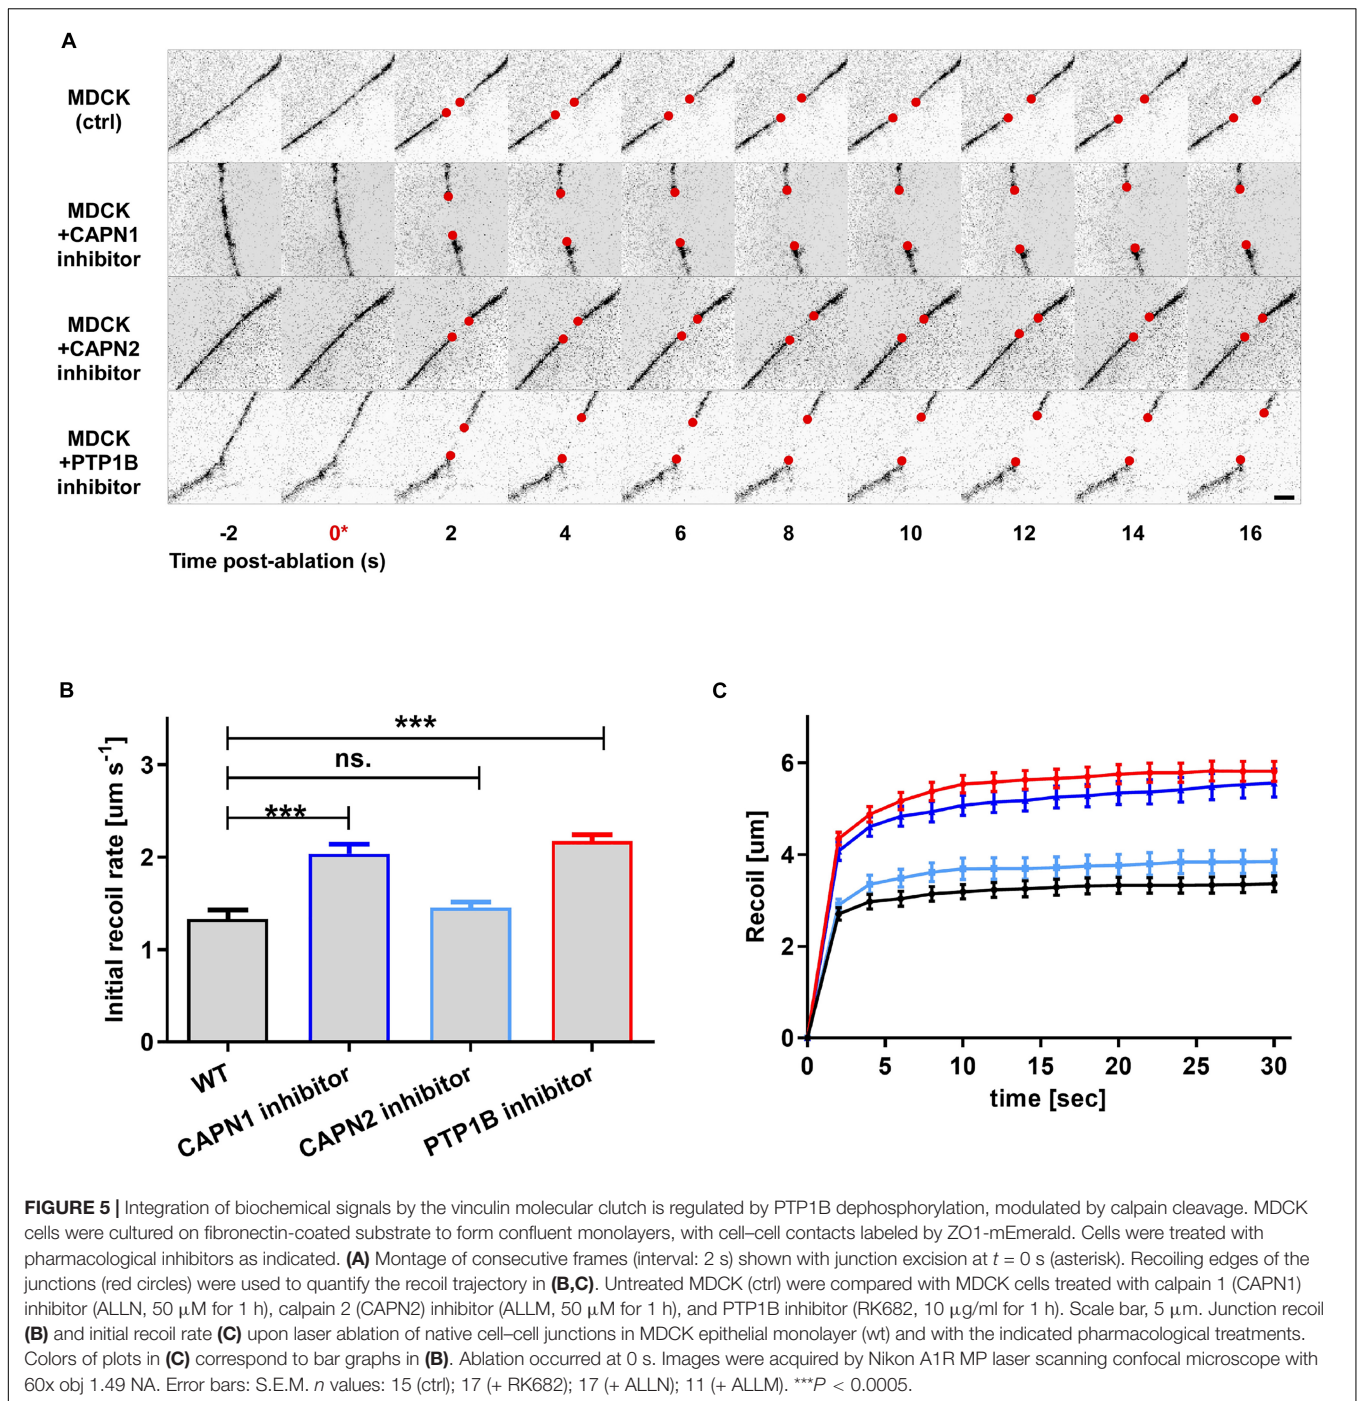 A
MDCK
(ctrl)
MDCK
+CAPN1
inhibitor
MDCK
+CAPN2
inhibitor
MDCK
+PTP1B
inhibitor
-2 0* 2 4 6 8 10 12 14 16
Time post-ablation (s)
B
Initial recoil rate [um s-1]
3
2
1
0
***
ns.
***
WT
CAPN1 inhibitor
CAPN2 inhibitor
PTP1B inhibitor
C
Recoil [um]
6
4
2
0
0 5 10 15 20 25 30
time [sec]
FIGURE 5 | Integration of biochemical signals by the vinculin molecular clutch is regulated by PTP1B dephosphorylation, modulated by calpain cleavage. MDCK
cells were cultured on fibronectin-coated substrate to form confluent monolayers, with cell–cell contacts labeled by ZO1-mEmerald. Cells were treated with
pharmacological inhibitors as indicated. (A) Montage of consecutive frames (interval: 2 s) shown with junction excision at t = 0 s (asterisk). Recoiling edges of the
junctions (red circles) were used to quantify the recoil trajectory in (B,C). Untreated MDCK (ctrl) were compared with MDCK cells treated with calpain 1 (CAPN1)
inhibitor (ALLN, 50 μM for 1 h), calpain 2 (CAPN2) inhibitor (ALLM, 50 μM for 1 h), and PTP1B inhibitor (RK682, 10 μg/ml for 1 h). Scale bar, 5 μm. Junction recoil
(B) and initial recoil rate (C) upon laser ablation of native cell–cell junctions in MDCK epithelial monolayer (wt) and with the indicated pharmacological treatments.
Colors of plots in (C) correspond to bar graphs in (B). Ablation occurred at 0 s. Images were acquired by Nikon A1R MP laser scanning confocal microscope with
60x obj 1.49 NA. Error bars: S.E.M. n values: 15 (ctrl); 17 (+ RK682); 17 (+ ALLN); 11 (+ ALLM). ***P < 0.0005.